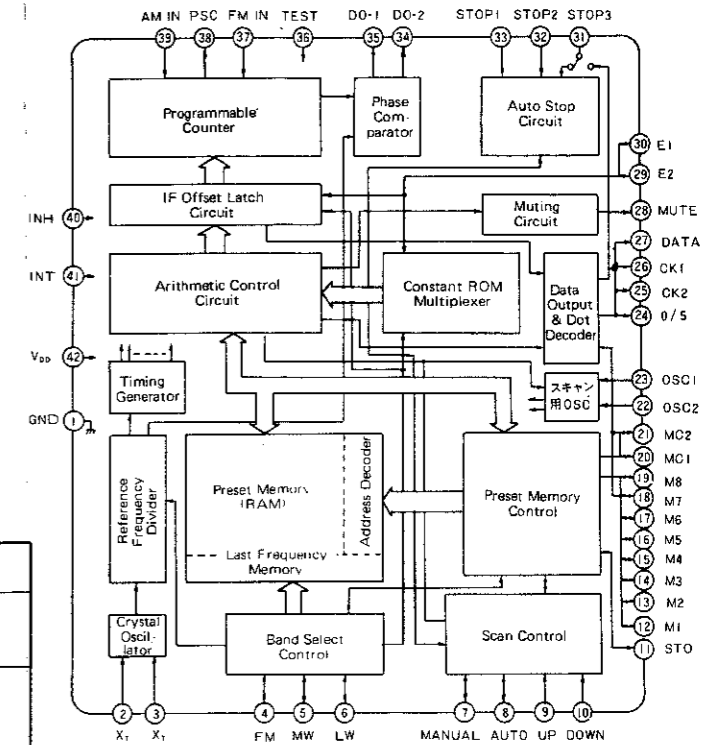 AM IN PSC FM IN TEST DO-1 DO-2 STOP1 STOP2 STOP3
39 38 37 36 35 34 33 32 31
Programmable
Counter
Phase
Com-
parator
Auto Stop
Circuit
30 E1
29 E2
IF Offset Latch
Circuit
Muting
Circuit
28 MUTE
INH 40
27 DATA
26 CK1
25 CK2
24 0/5
INT 41
Arithmetic Control
Circuit
Constant ROM
Multiplexer
Data
Output
& Dot
Decoder
VDD 42
Timing
Generator
スキャン
用OSC
23 OSC1
22 OSC2
GND 1
21 MC2
20 MC1
19 M8
18 M7
17 M6
16 M5
15 M4
14 M3
13 M2
12 M1
11 STO
Reference
Frequency
Divider
Preset Memory
(RAM)
Address Decoder
Last Frequency
Memory
Preset Memory
Control
Crystal
Oscil-
lator
Band Select
Control
Scan Control
2 3 4 5 6 7 8 9 10
XT XT FM MW LW MANUAL AUTO UP DOWN